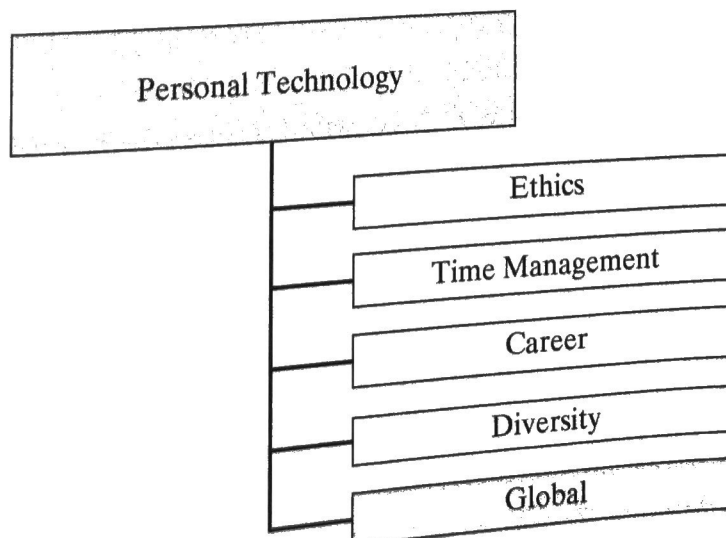 Personal Technology
Ethics
Time Management
Career
Diversity
Global